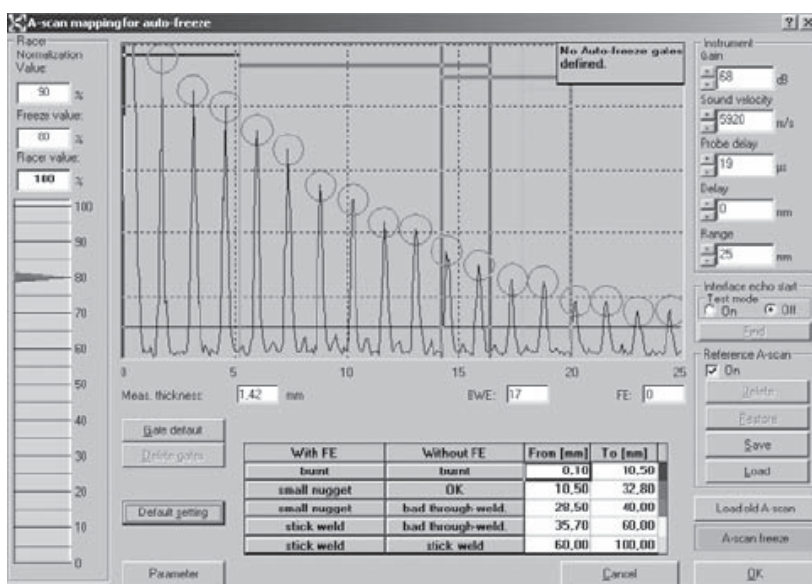 A-scan mapping for auto-freeze
Racer
Normalization
Value:
90 %
Freeze value:
80 %
Racer value:
100 %
100
90
80
70
60
50
40
30
20
10
0
No Auto-freeze gates
defined.
0 5 10 15 20 25
Meas. thickness: 1,42 mm BWE: 17 FE: 0
Gate default
Delete gates
Default setting
Parameter
With FE Without FE From [mm] To [mm]
burnt burnt 0,10 10,50
small nugget OK 10,50 32,80
small nugget bad through-weld. 28,50 40,00
stick weld bad through-weld. 35,70 60,00
stick weld stick weld 60,00 100,00
Instrument
Gain
68 dB
Sound velocity
5920 m/s
Probe delay
19 µs
Delay
0 mm
Range
25 mm
Interface echo start
Test mode
On Off
Find
Reference A-scan
On
Delete
Restore
Save
Load
Load old A-scan
A-scan freeze
Cancel
OK